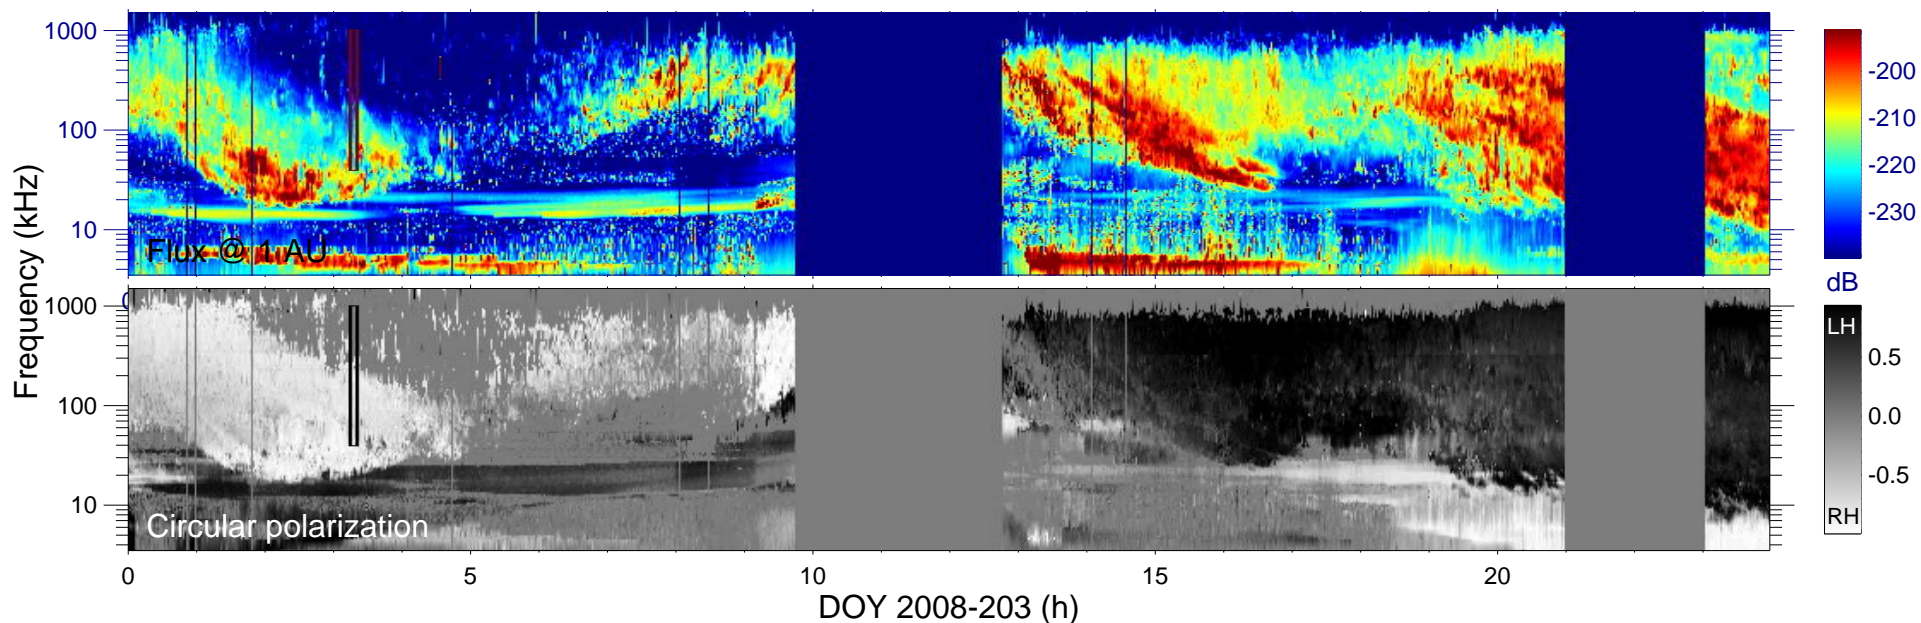 1000
100
10
Flux @ 1 AU
-200
-210
-220
-230
dB
Frequency (kHz)
0
1000
100
10
Circular polarization
LH
0.5
0.0
-0.5
RH
0
5
10
15
20
DOY 2008-203 (h)